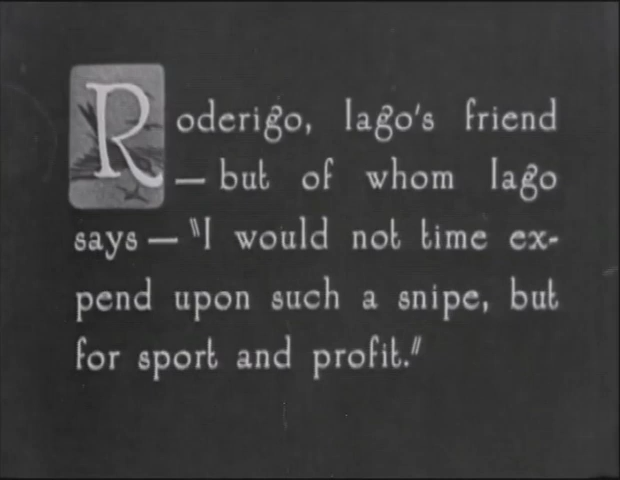 Roderigo, Iago's friend
— but of whom Iago
says — "I would not time ex-
pend upon such a snipe, but
for sport and profit."